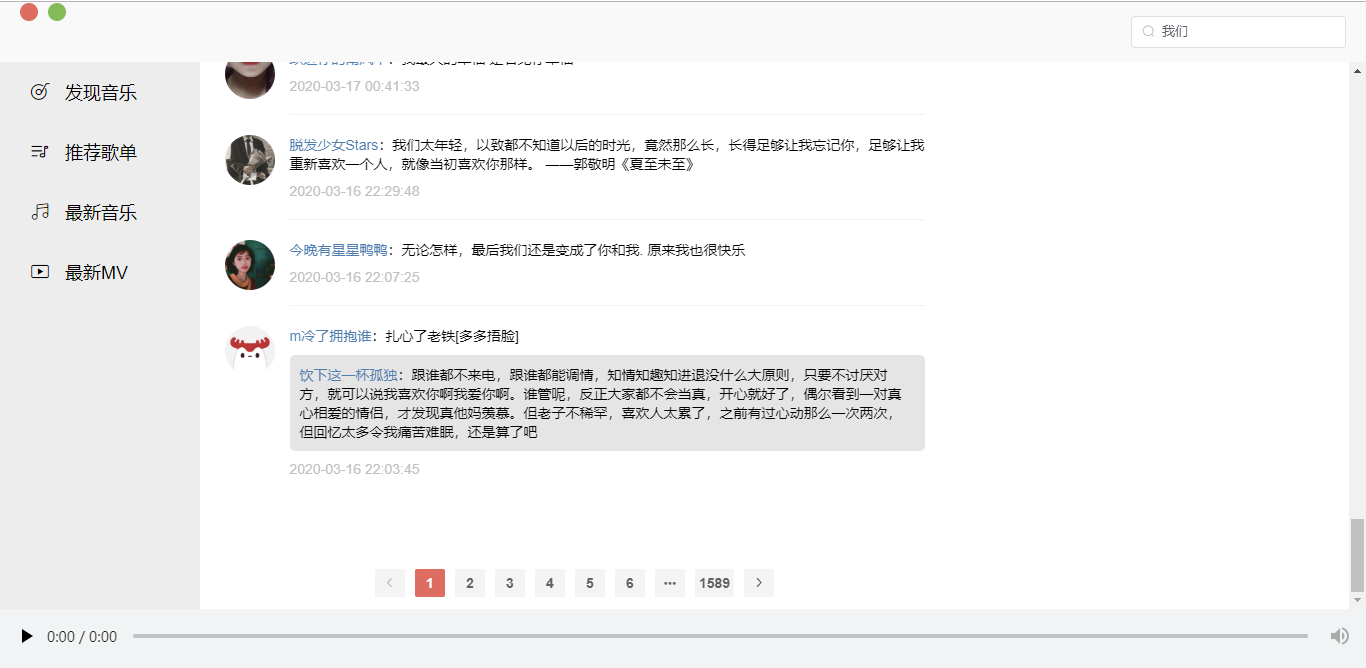 我们
发现音乐
推荐歌单
最新音乐
最新MV
2020-03-17 00:41:33
脱发少女Stars：我们太年轻，以致都不知道以后的时光，竟然那么长，长得足够让我忘记你，足够让我
重新喜欢一个人，就像当初喜欢你那样。 ——郭敬明《夏至未至》
2020-03-16 22:29:48
今晚有星星鸭鸭：无论怎样，最后我们还是变成了你和我. 原来我也很快乐
2020-03-16 22:07:25
m冷了拥抱谁：扎心了老铁[多多捂脸]
饮下这一杯孤独：跟谁都不来电，跟谁都能调情，知情知趣知进退没什么大原则，只要不讨厌对
方，就可以说我喜欢你啊我爱你啊。谁管呢，反正大家都不会当真，开心就好了，偶尔看到一对真
心相爱的情侣，才发现真他妈羡慕。但老子不稀罕，喜欢人太累了，之前有过心动那么一次两次，
但回忆太多令我痛苦难眠，还是算了吧
2020-03-16 22:03:45
1 2 3 4 5 6 ··· 1589
0:00 / 0:00